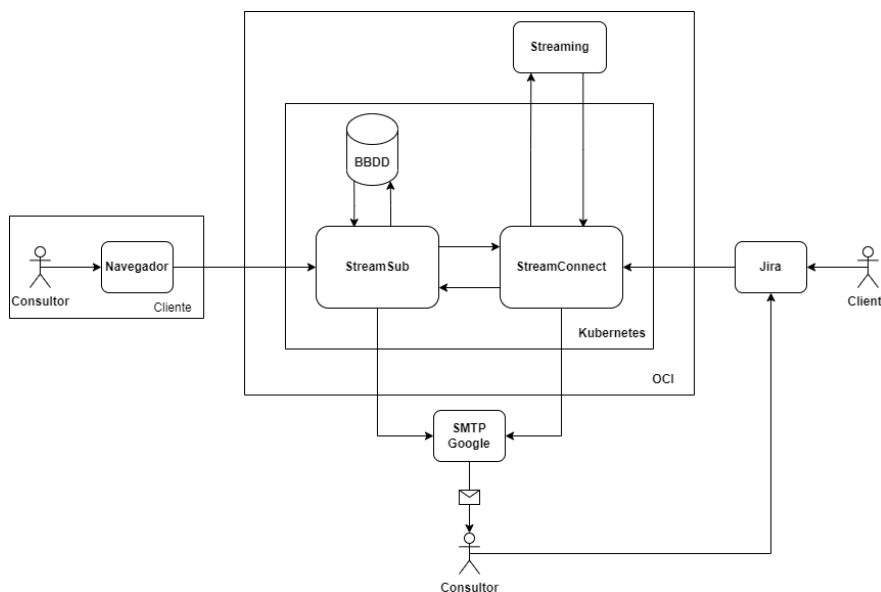 Streaming
BBDD
StreamSub
StreamConnect
Navegador
Consultor
Cliente
Jira
Client
Kubernetes
OCI
SMTP
Google
Consultor